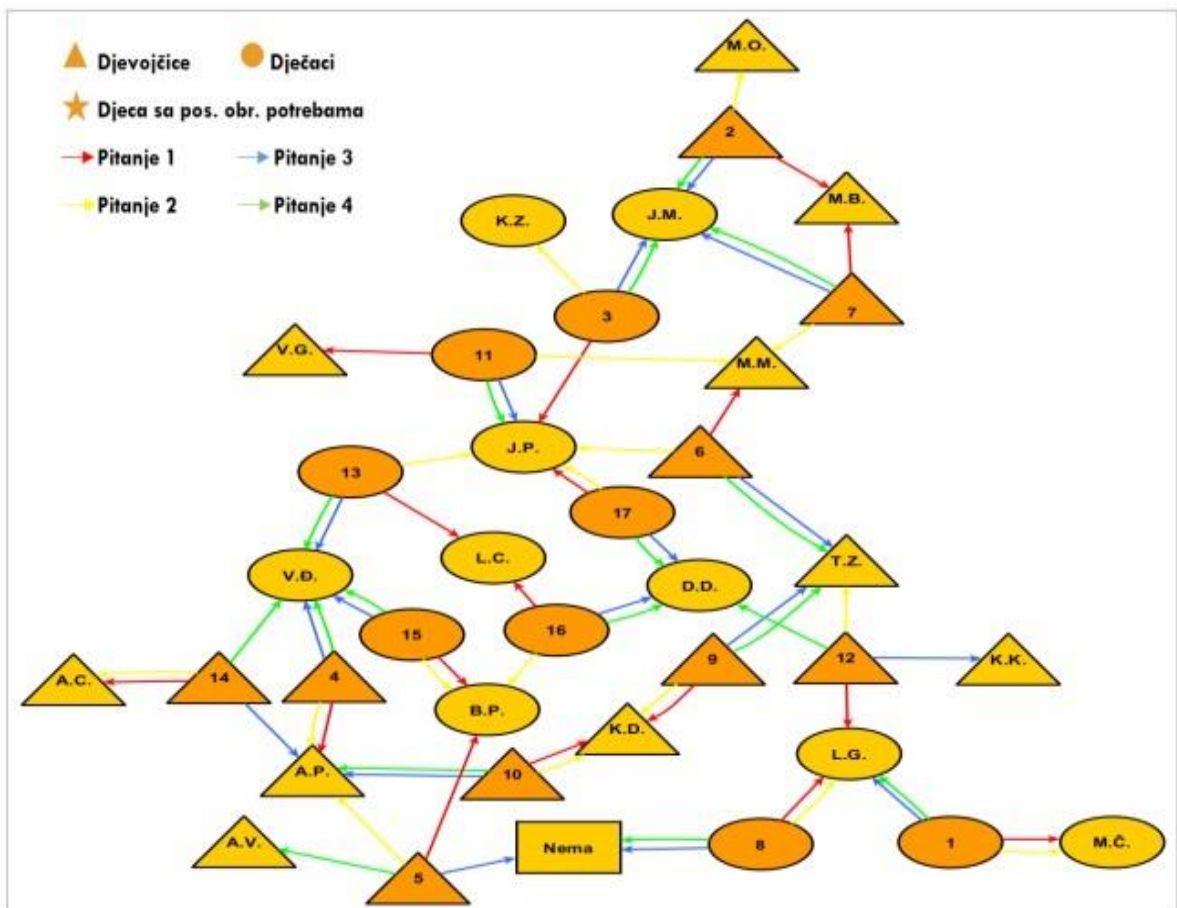 Djevojčice
Dječaci
Djeca sa pos. obr. potrebama
Pitanje 1
Pitanje 3
Pitanje 2
Pitanje 4
M.O.
2
M.B.
J.M.
K.Z.
7
3
V.G.
11
M.M.
J.P.
6
13
17
L.C.
T.Z.
V.Đ.
D.D.
15
16
9
12
K.K.
A.C.
14
4
B.P.
K.D.
L.G.
A.P.
10
A.V.
Nema
8
1
M.Č.
5